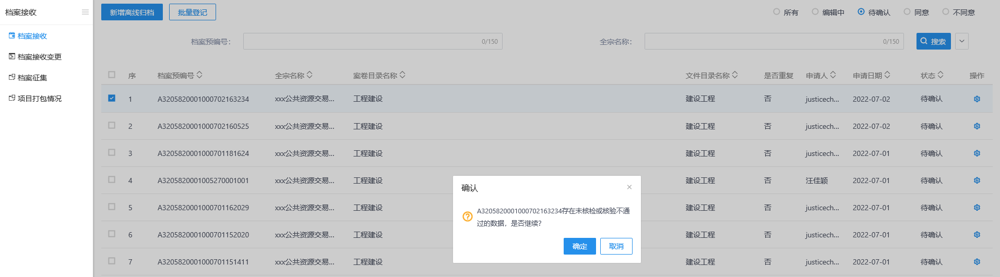 档案接收
档案接收
档案接收变更
档案征集
项目打包情况
新增离线归档 批量登记 所有 编辑中 待确认 同意 不同意
档案预编号： 0/150 全宗名称： 0/150 搜索
序 档案预编号 全宗名称 案卷目录名称 文件目录名称 是否重复 申请人 申请日期 状态 操作
1 A3205820001000702163234 xxx公共资源交易... 工程建设 建设工程 否 justicech... 2022-07-02 待确认
2 A3205820001000702160525 xxx公共资源交易... 工程建设 建设工程 否 justicech... 2022-07-02 待确认
3 A3205820001000701181624 xxx公共资源交易... 工程建设 建设工程 否 justicech... 2022-07-01 待确认
4 A3205820001005270001001 xxx公共资源交易... 工程建设 建设工程 否 汪佳颖 2022-07-01 待确认
5 A3205820001000701162029 xxx公共资源交易... 工程建设 建设工程 否 justicech... 2022-07-01 待确认
6 A3205820001000701152020 xxx公共资源交易... 工程建设 建设工程 否 justicech... 2022-07-01 待确认
7 A3205820001000701151411 xxx公共资源交易... 工程建设 建设工程 否 justicech... 2022-07-01 待确认
确认
A3205820001000702163234存在未核检或核验不通
过的数据，是否继续?
确定 取消